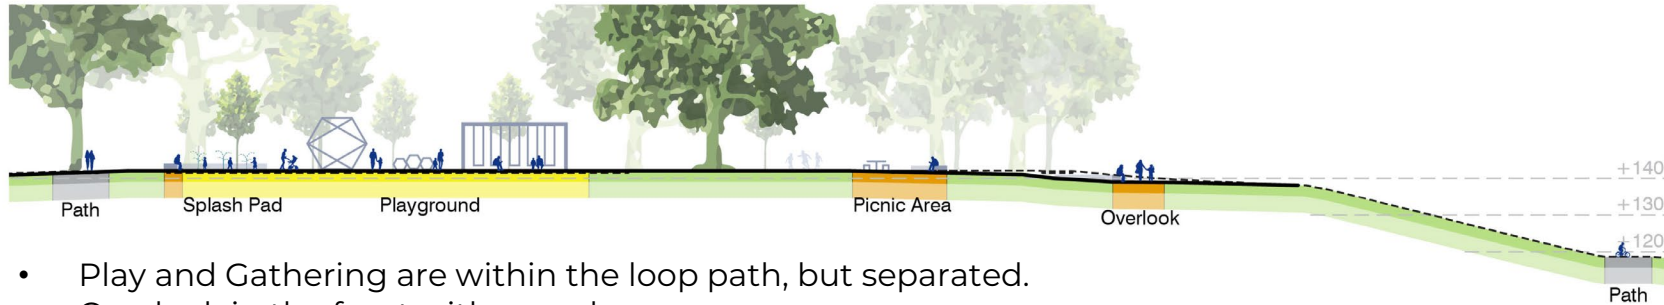 +140
Path
Splash Pad
Playground
Picnic Area
Overlook
+130
+120
Path
• Play and Gathering are within the loop path, but separated.